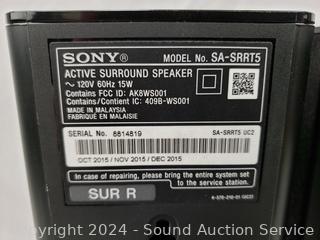 SONY® MODEL No. SA-SRRT5
ACTIVE SURROUND SPEAKER
~ 120V 60Hz 15W
Contains FCC ID: AK8WS001
Contains/Contient IC: 409B-WS001
MADE IN MALAYSIA
FABRIQUÉ EN MALAISIE
SERIAL No. 8814819 SA-SRRT5 UC2
OCT 2015 / NOV 2015 / DEC 2015
In case of repairing, please bring the entire system
set to the service station.
SUR R
Copyright 2024 - Sound Auction Service